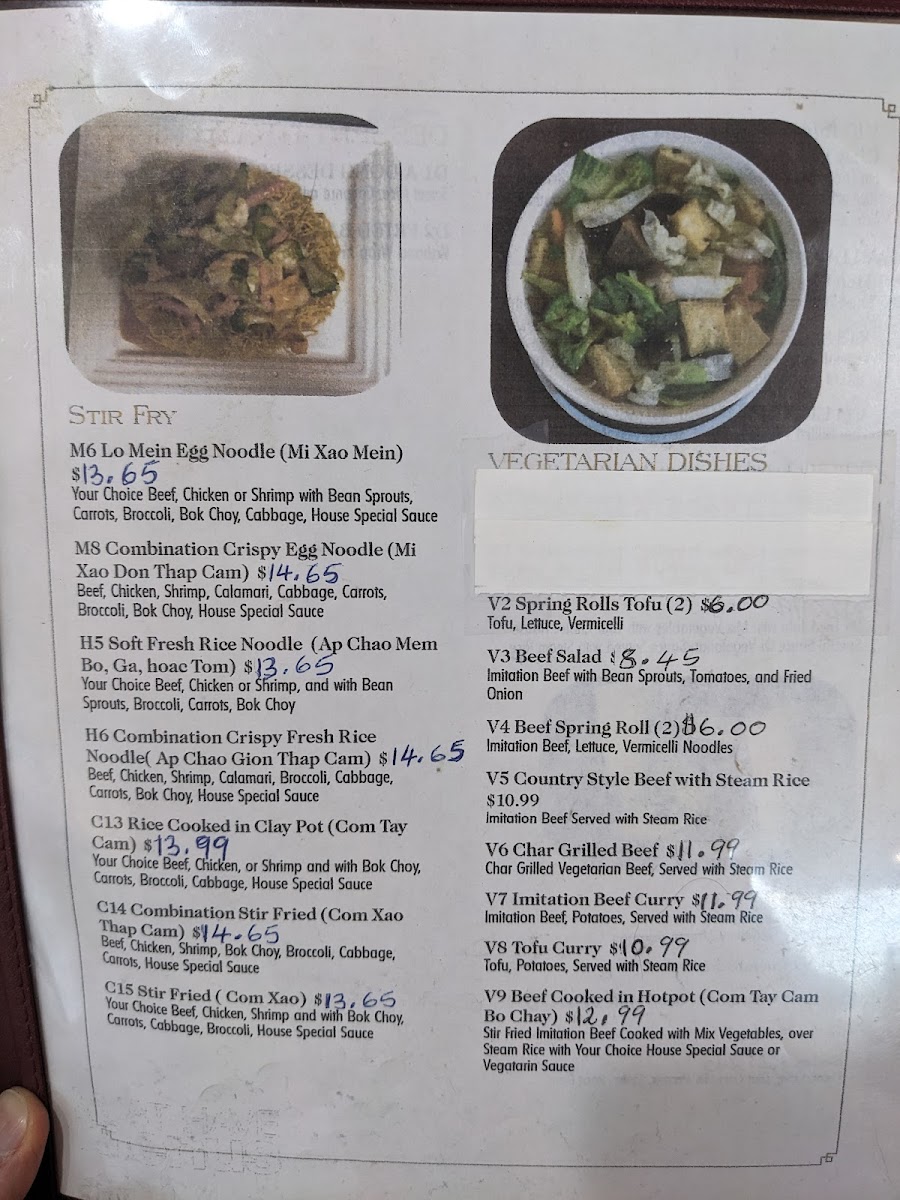 STIR FRY
M6 Lo Mein Egg Noodle (Mi Xao Mein)
$13.65
Your Choice Beef, Chicken or Shrimp with Bean Sprouts,
Carrots, Broccoli, Bok Choy, Cabbage, House Special Sauce
M8 Combination Crispy Egg Noodle (Mi
Xao Don Thap Cam) $14.65
Beef, Chicken, Shrimp, Calamari, Cabbage, Carrots,
Broccoli, Bok Choy, House Special Sauce
H5 Soft Fresh Rice Noodle (Ap Chao Mem
Bo, Ga, hoac Tom) $13.65
Your Choice Beef, Chicken or Shrimp, and with Bean
Sprouts, Broccoli, Carrots, Bok Choy
H6 Combination Crispy Fresh Rice
Noodle( Ap Chao Gion Thap Cam) $14.65
Beef, Chicken, Shrimp, Calamari, Broccoli, Cabbage,
Carrots, Bok Choy, House Special Sauce
C13 Rice Cooked in Clay Pot (Com Tay
Cam) $13.99
Your Choice Beef, Chicken, or Shrimp and with Bok Choy,
Carrots, Broccoli, Cabbage, House Special Sauce
C14 Combination Stir Fried (Com Xao
Thap Cam) $14.65
Beef, Chicken, Shrimp, Bok Choy, Broccoli, Cabbage,
Carrots, House Special Sauce
C15 Stir Fried ( Com Xao) $13.65
Your Choice Beef, Chicken, Shrimp and with Bok Choy,
Carrots, Cabbage, Broccoli, House Special Sauce
VEGETARIAN DISHES
V2 Spring Rolls Tofu (2) $6.00
Tofu, Lettuce, Vermicelli
V3 Beef Salad $8.45
Imitation Beef with Bean Sprouts, Tomatoes, and Fried
Onion
V4 Beef Spring Roll (2) $6.00
Imitation Beef, Lettuce, Vermicelli Noodles
V5 Country Style Beef with Steam Rice
$10.99
Imitation Beef Served with Steam Rice
V6 Char Grilled Beef $11.99
Char Grilled Vegetarian Beef, Served with Steam Rice
V7 Imitation Beef Curry $11.99
Imitation Beef, Potatoes, Served with Steam Rice
V8 Tofu Curry $10.99
Tofu, Potatoes, Served with Steam Rice
V9 Beef Cooked in Hotpot (Com Tay Cam
Bo Chay) $12.99
Stir Fried Imitation Beef Cooked with Mix Vegetables, over
Steam Rice with Your Choice House Special Sauce or
Vegatarin Sauce